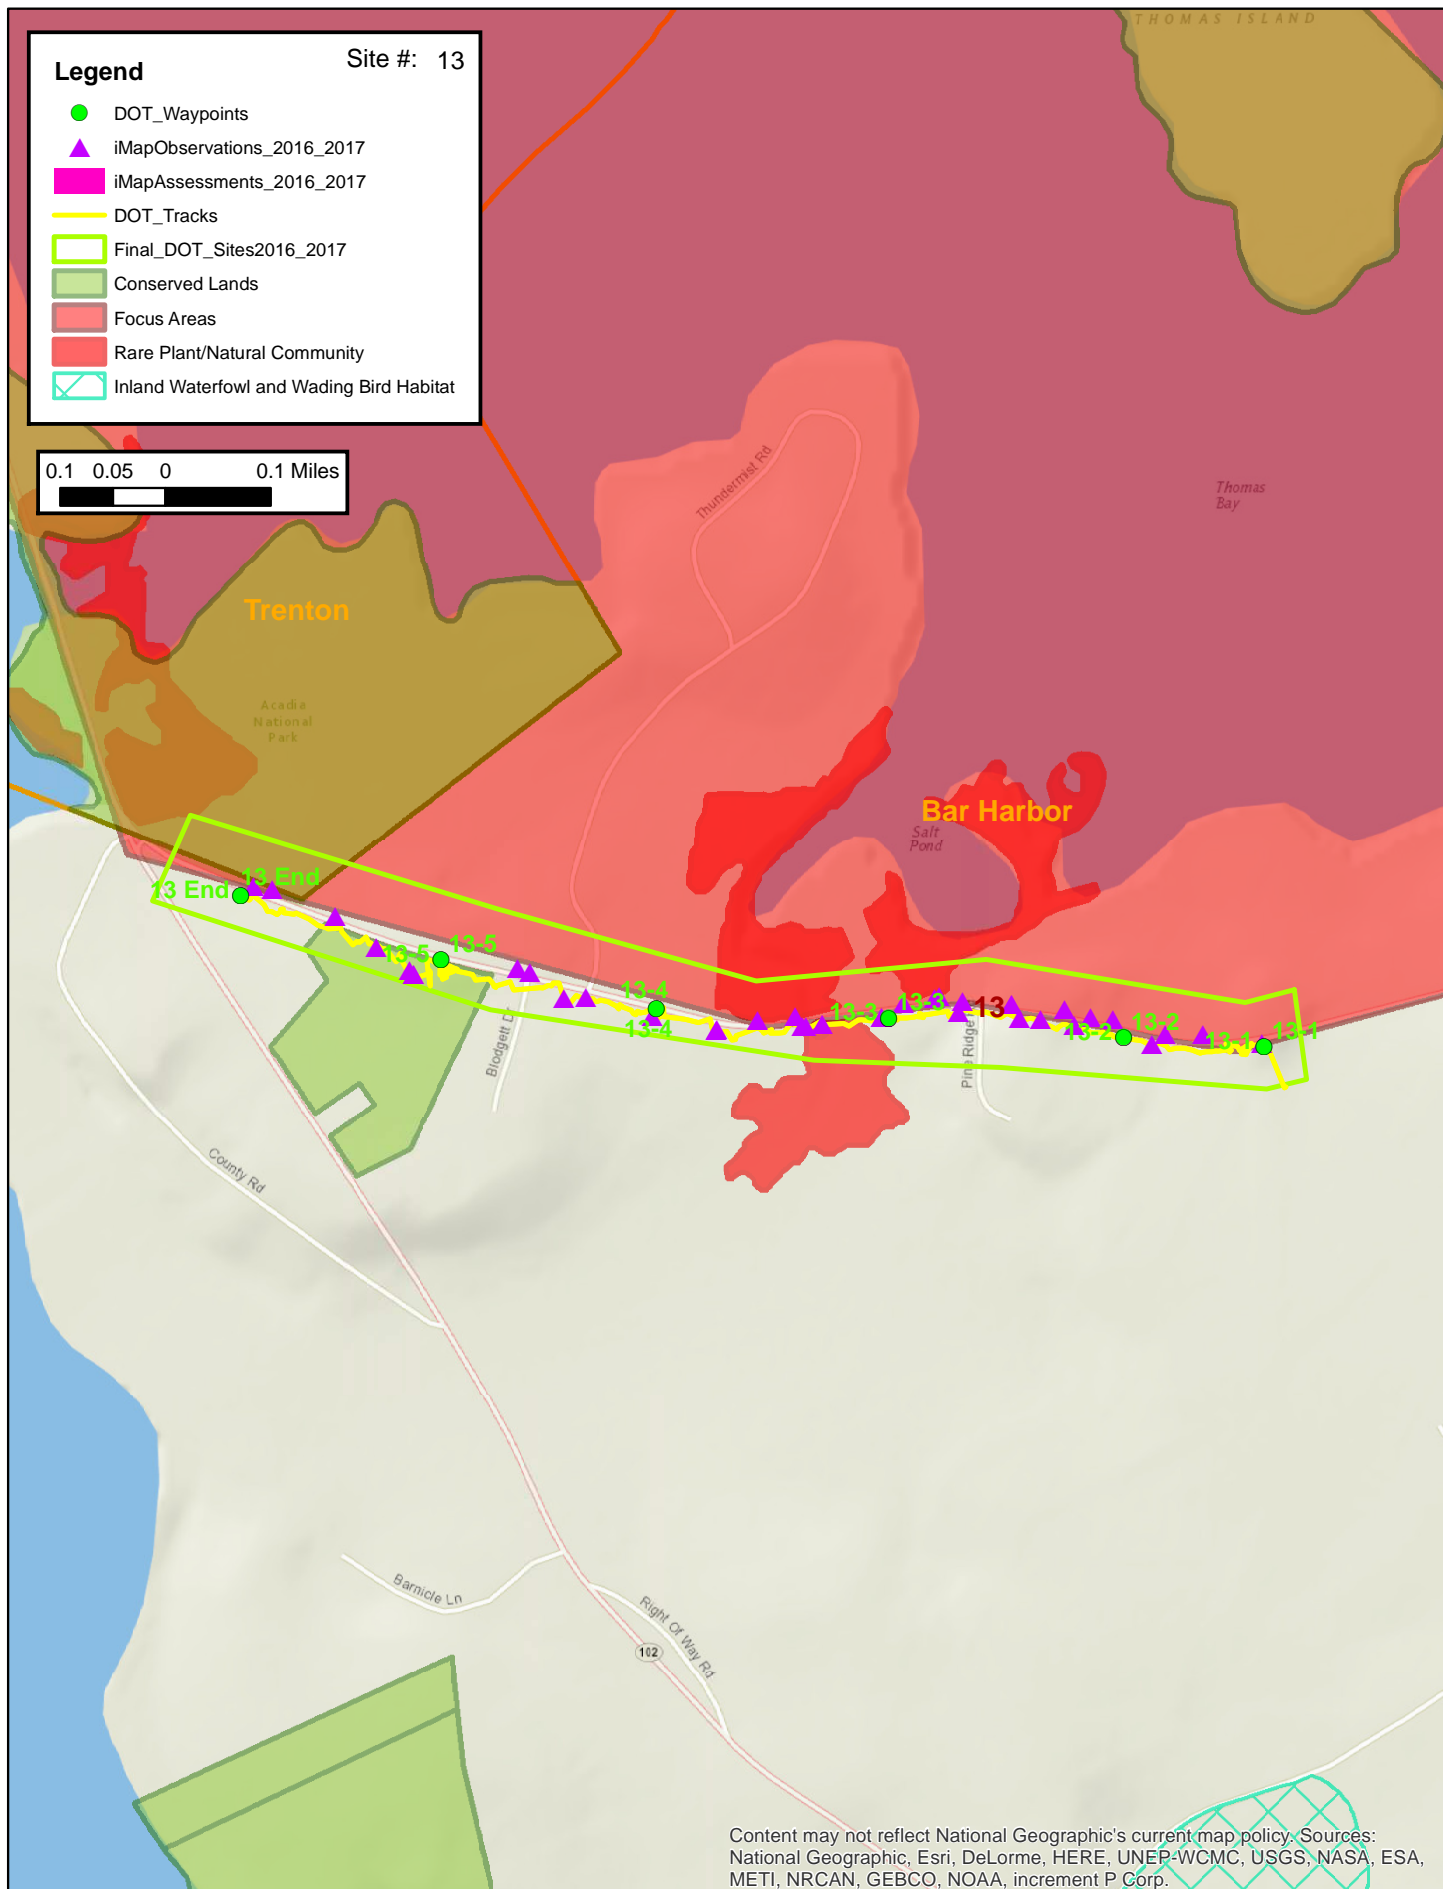 THOMAS ISLAND
Site #: 13
Legend
DOT_Waypoints
iMapObservations_2016_2017
iMapAssessments_2016_2017
DOT_Tracks
Final_DOT_Sites2016_2017
Conserved Lands
Focus Areas
Rare Plant/Natural Community
Inland Waterfowl and Wading Bird Habitat
0.1 0.05 0 0.1 Miles
Thundermist Rd
Thomas
Bay
Trenton
Acadia
National
Park
Bar Harbor
Salt
Pond
13 End
13 End
13-5
13-5
13-4
13-4
13-3
13-3
13
13-2
13-2
13-1
13-1
Blodgett Dr
Pine Ridge
County Rd
Barnicle Ln
Right Of Way Rd
102
Content may not reflect National Geographic's current map policy. Sources:
National Geographic, Esri, DeLorme, HERE, UNEP-WCMC, USGS, NASA, ESA,
METI, NRCAN, GEBCO, NOAA, increment P Corp.